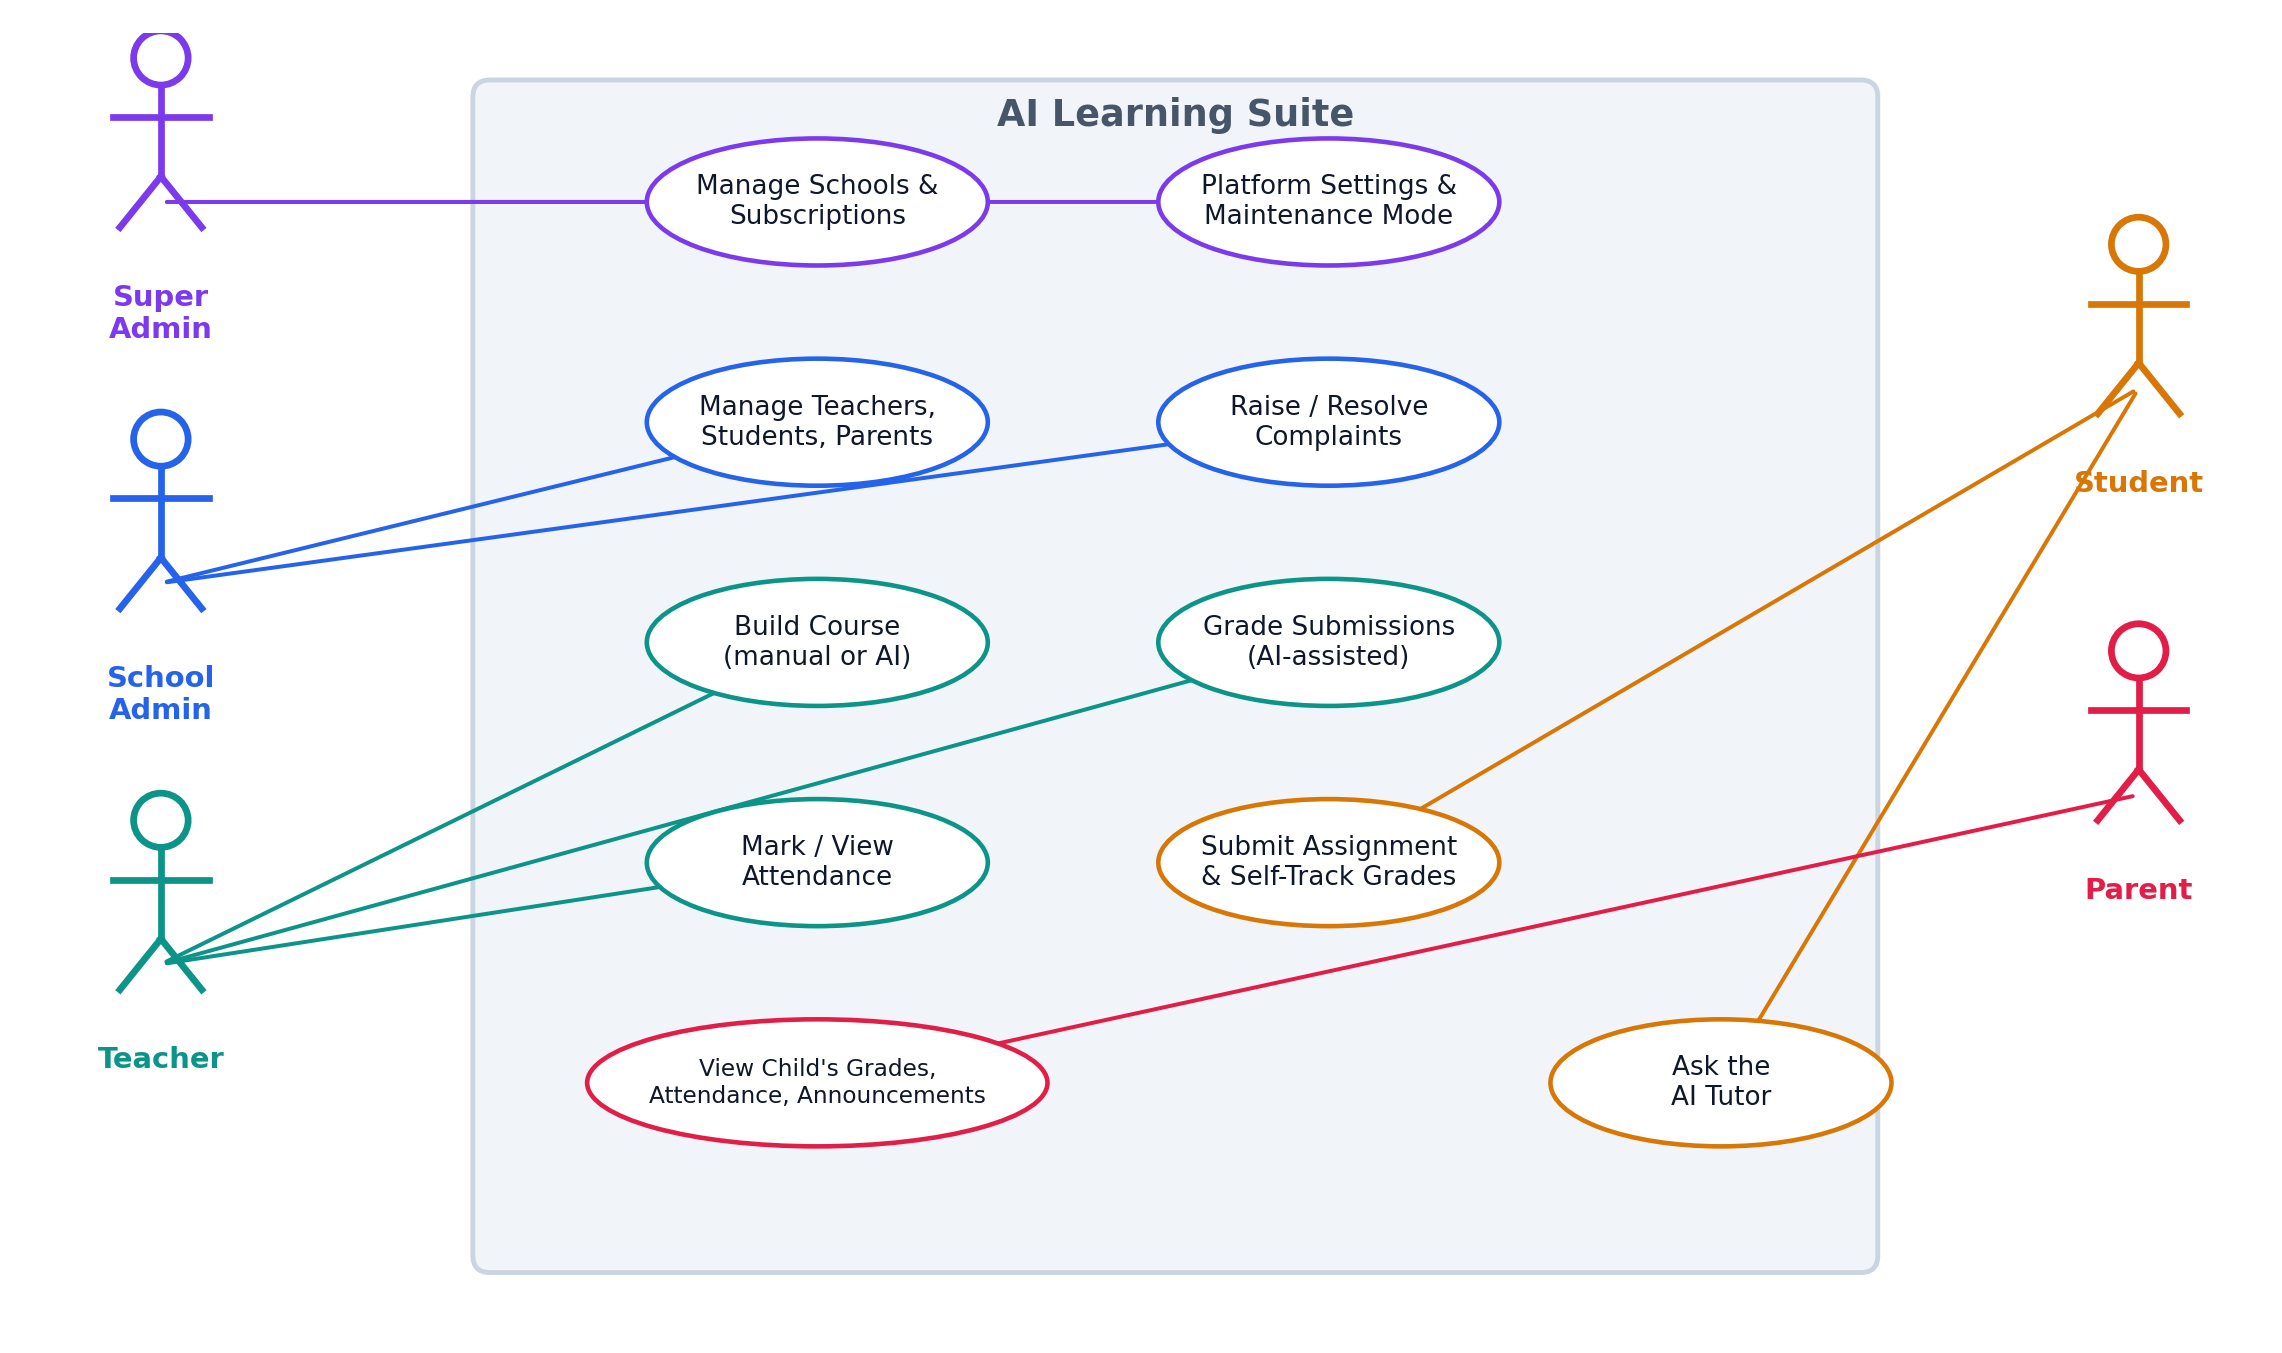 AI Learning Suite
Manage Schools &
Subscriptions
Platform Settings &
Maintenance Mode
Super
Admin
Manage Teachers,
Students, Parents
Raise / Resolve
Complaints
Student
School
Admin
Build Course
(manual or AI)
Grade Submissions
(AI-assisted)
Mark / View
Attendance
Submit Assignment
& Self-Track Grades
Parent
Teacher
View Child's Grades,
Attendance, Announcements
Ask the
AI Tutor